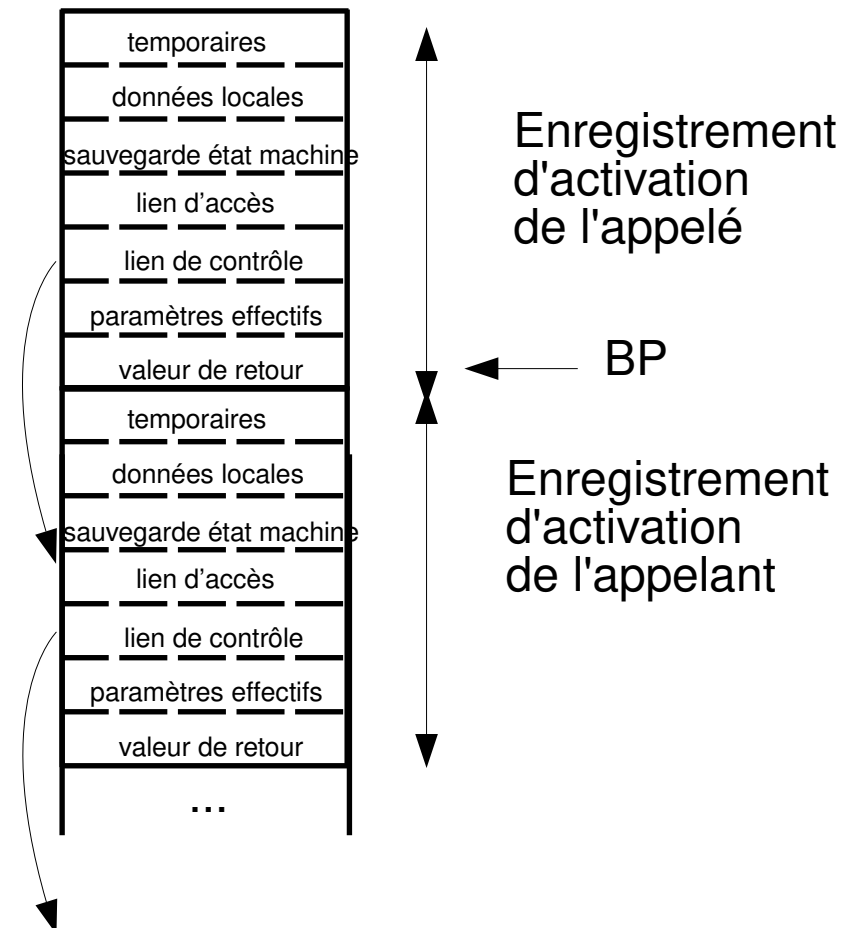 temporaires
données locales
sauvegarde état machine
lien d'accès
lien de contrôle
paramètres effectifs
valeur de retour
Enregistrement
d'activation
de l'appelé
BP
temporaires
données locales
sauvegarde état machine
lien d'accès
lien de contrôle
paramètres effectifs
valeur de retour
Enregistrement
d'activation
de l'appelant
...